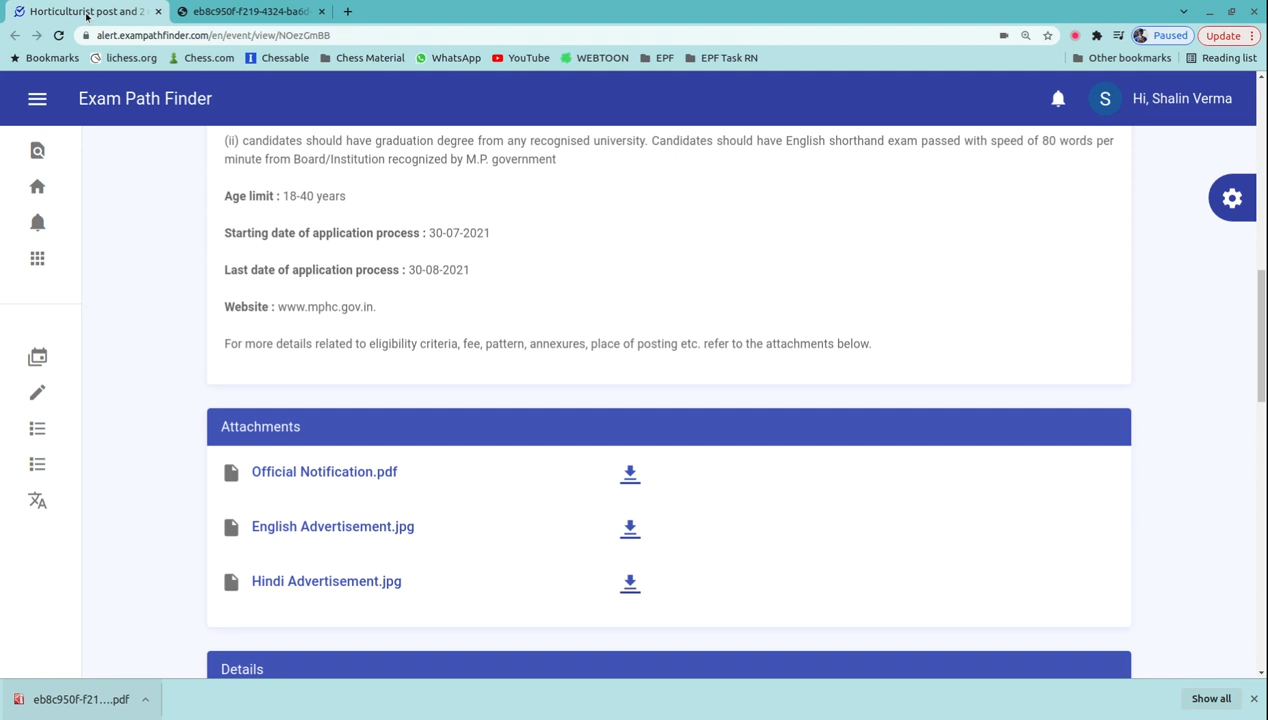 Horticulturist post and 2
eb8c950f-f219-4324-ba6d-
alert.exampathfinder.com/en/event/view/NOezGmBB
Paused
Update
Bookmarks
lichess.org
Chess.com
Chessable
Chess Material
WhatsApp
YouTube
WEBTOON
EPF
EPF Task RN
Other bookmarks
Reading list
Exam Path Finder
S
Hi, Shalin Verma
(ii) candidates should have graduation degree from any recognised university. Candidates should have English shorthand exam passed with speed of 80 words per
minute from Board/Institution recognized by M.P. government
Age limit : 18-40 years
Starting date of application process : 30-07-2021
Last date of application process : 30-08-2021
Website : www.mphc.gov.in.
For more details related to eligibility criteria, fee, pattern, annexures, place of posting etc. refer to the attachments below.
Attachments
Official Notification.pdf
English Advertisement.jpg
Hindi Advertisement.jpg
Details
eb8c950f-f21....pdf
Show all